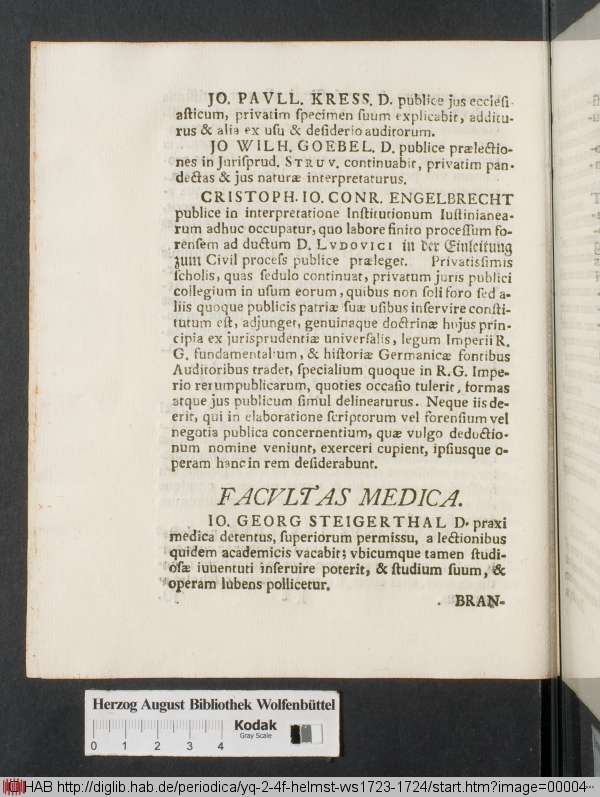 JO. PAVLL. KRESS. D. publice jus ecclesi-
asticum, privatim specimen suum explicabit, additu-
rus & alia ex usu & desiderio auditorum.
JO WILH. GOEBEL. D. publice prælectio-
nes in Jurisprud. STRUV. continuabit, privatim pan-
dectas & jus naturæ interpretaturus.
CRISTOPH. IO. CONR. ENGELBRECHT
publice in interpretatione Institutionum Iustinianea-
rum adhuc occupatur, quo labore finito processum fo-
rensem ad ductum D. LVDOVICI in der Einleitung
zum Civil process publice præleget. Privatissimis
scholis, quas sedulo continuat, privatum juris publici
collegium in usum eorum, quibus non soli foro sed a-
liis quoque publicis patriæ suæ usibus inservire consti-
tutum est, adjunget, genuinaque doctrinæ hujus prin-
cipia ex jurisprudentiæ universalis, legum Imperii R.
G. fundamentalium, & historiæ Germanicæ fontibus
Auditoribus tradet, specialium quoque in R.G. Impe-
rio rerumpublicarum, quoties occasio tulerit, formas
atque jus publicum simul delineaturus. Neque iis de-
erit, qui in elaboratione scriptorum vel forensium vel
negotia publica concernentium, quæ vulgo deductio-
num nomine veniunt, exerceri cupient, ipsiusque o-
peram hanc in rem desiderabunt.
FACVLTAS MEDICA.
IO. GEORG STEIGERTHAL D. praxi
medica detentus, superiorum permissu, a lectionibus
quidem academicis vacabit; vbicumque tamen studi-
osæ iuuentuti inseruire poterit, & studium suum, &
operam lubens pollicetur.
BRAN-
Herzog August Bibliothek Wolfenbüttel
Kodak
Gray Scale
0 1 2 3 4
HAB http://diglib.hab.de/periodica/yq-2-4f-helmst-ws1723-1724/start.htm?image=00004